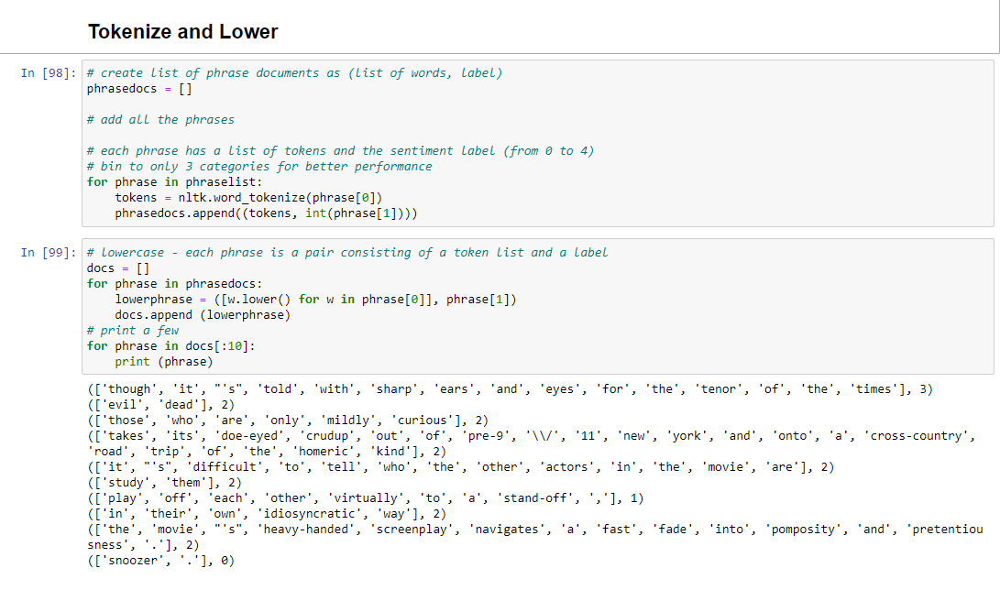 Tokenize and Lower
In [98]: # create list of phrase documents as (list of words, label)
phrasedocs = []
# add all the phrases
# each phrase has a list of tokens and the sentiment label (from 0 to 4)
# bin to only 3 categories for better performance
for phrase in phraselist:
    tokens = nltk.word_tokenize(phrase[0])
    phrasedocs.append((tokens, int(phrase[1])))
In [99]: # lowercase - each phrase is a pair consisting of a token list and a label
docs = []
for phrase in phrasedocs:
    lowerphrase = ([w.lower() for w in phrase[0]], phrase[1])
    docs.append (lowerphrase)
# print a few
for phrase in docs[:10]:
    print (phrase)
(['though', 'it', "'s", 'told', 'with', 'sharp', 'ears', 'and', 'eyes', 'for', 'the', 'tenor', 'of', 'the', 'times'], 3)
(['evil', 'dead'], 2)
(['those', 'who', 'are', 'only', 'mildly', 'curious'], 2)
(['takes', 'its', 'doe-eyed', 'crudup', 'out', 'of', 'pre-9', '\\/', '11', 'new', 'york', 'and', 'onto', 'a', 'cross-country',
'road', 'trip', 'of', 'the', 'homeric', 'kind'], 2)
(['it', "'s", 'difficult', 'to', 'tell', 'who', 'the', 'other', 'actors', 'in', 'the', 'movie', 'are'], 2)
(['study', 'them'], 2)
(['play', 'off', 'each', 'other', 'virtually', 'to', 'a', 'stand-off', ','], 1)
(['in', 'their', 'own', 'idiosyncratic', 'way'], 2)
(['the', 'movie', "'s", 'heavy-handed', 'screenplay', 'navigates', 'a', 'fast', 'fade', 'into', 'pomposity', 'and', 'pretentiou
sness', '.'], 2)
(['snoozer', '.'], 0)